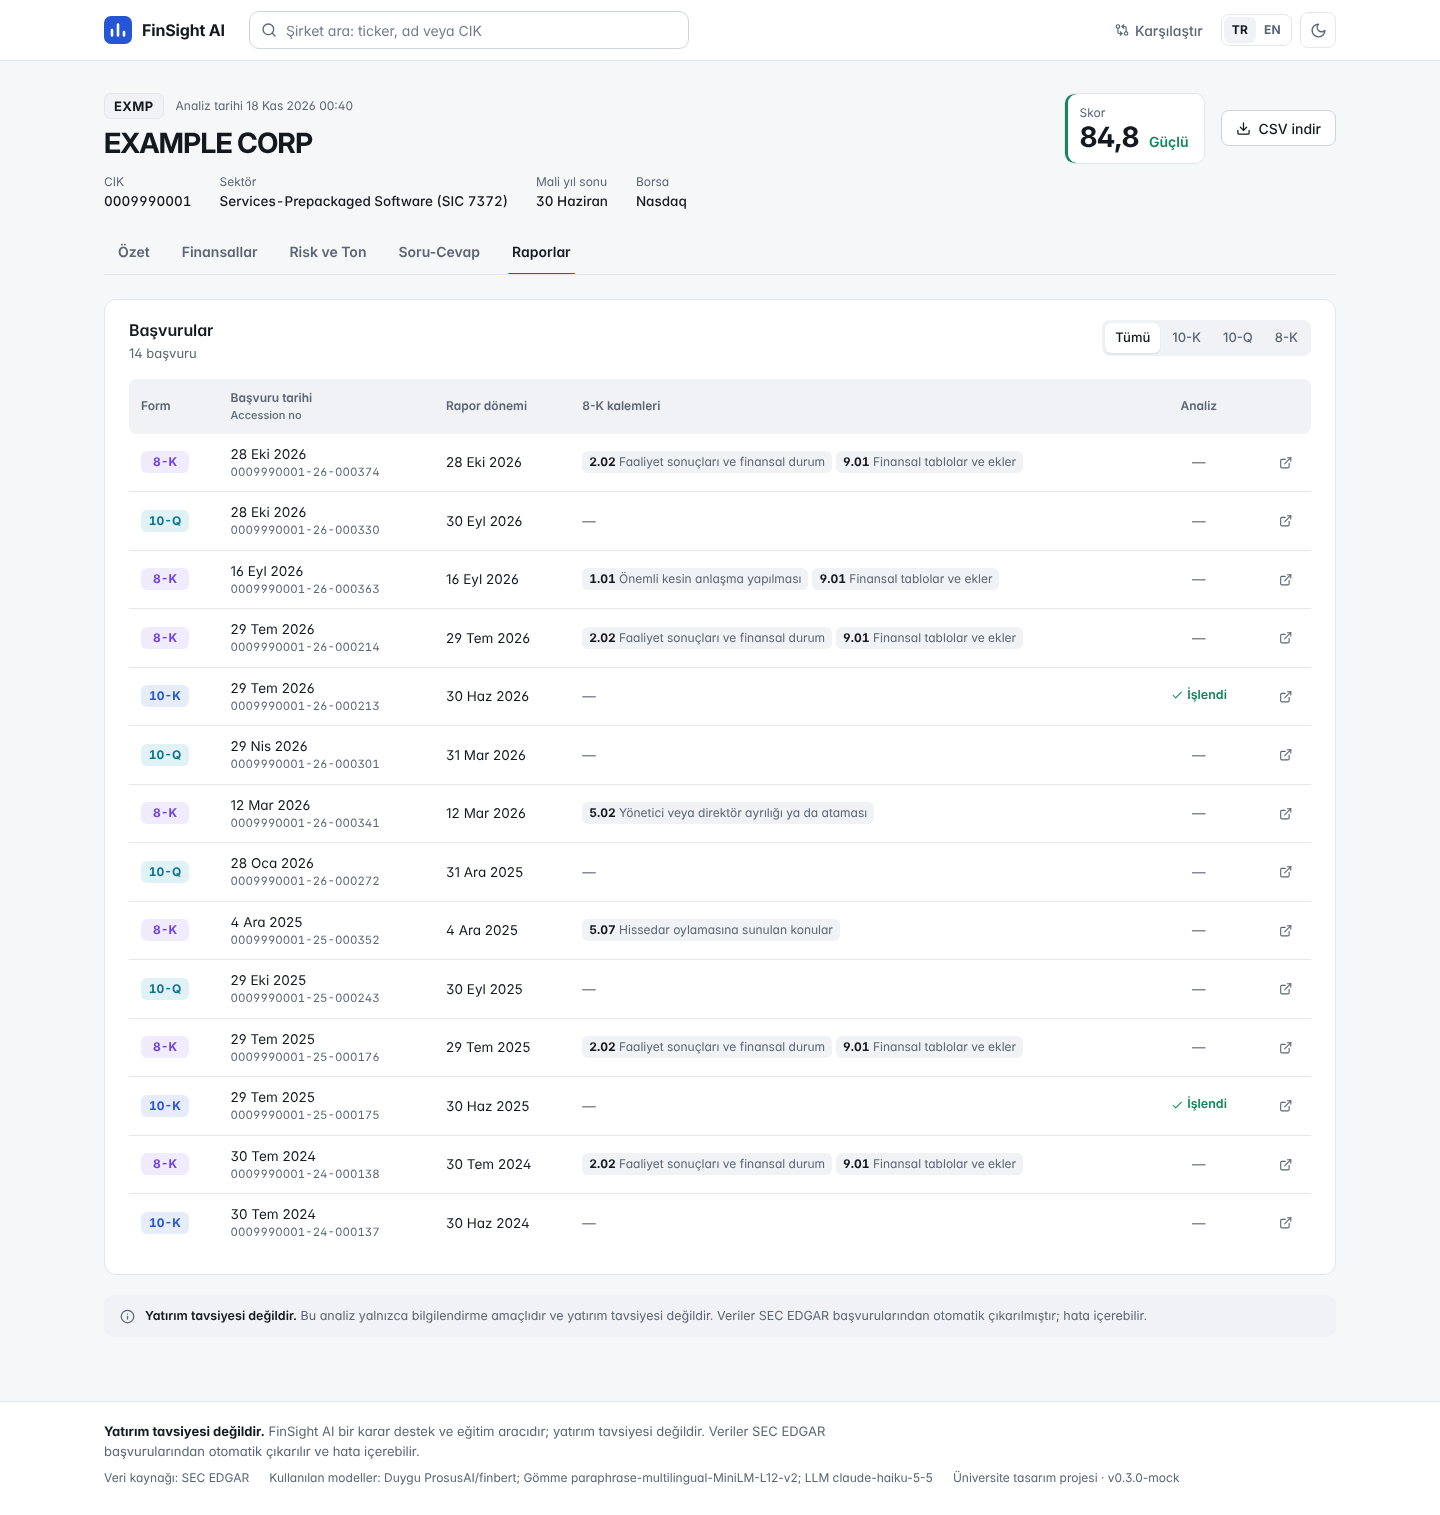 FinSight AI
Şirket ara: ticker, ad veya CIK
Karşılaştır
TR EN
EXMP Analiz tarihi 18 Kas 2026 00:40
EXAMPLE CORP
Skor
84,8 Güçlü
CSV indir
CIK Sektör Mali yıl sonu Borsa
0009990001 Services-Prepackaged Software (SIC 7372) 30 Haziran Nasdaq
Özet Finansallar Risk ve Ton Soru-Cevap Raporlar
Başvurular
14 başvuru
Tümü 10-K 10-Q 8-K
Form Başvuru tarihi Accession no Rapor dönemi 8-K kalemleri Analiz
8-K 28 Eki 2026 28 Eki 2026 2.02 Faaliyet sonuçları ve finansal durum 9.01 Finansal tablolar ve ekler —
0009990001-26-000374
10-Q 28 Eki 2026 30 Eyl 2026 — —
0009990001-26-000330
8-K 16 Eyl 2026 16 Eyl 2026 1.01 Önemli kesin anlaşma yapılması 9.01 Finansal tablolar ve ekler —
0009990001-26-000363
8-K 29 Tem 2026 29 Tem 2026 2.02 Faaliyet sonuçları ve finansal durum 9.01 Finansal tablolar ve ekler —
0009990001-26-000214
10-K 29 Tem 2026 30 Haz 2026 — İşlendi
0009990001-26-000213
10-Q 29 Nis 2026 31 Mar 2026 — —
0009990001-26-000301
8-K 12 Mar 2026 12 Mar 2026 5.02 Yönetici veya direktör ayrılığı ya da ataması —
0009990001-26-000341
10-Q 28 Oca 2026 31 Ara 2025 — —
0009990001-26-000272
8-K 4 Ara 2025 4 Ara 2025 5.07 Hissedar oylamasına sunulan konular —
0009990001-25-000352
10-Q 29 Eki 2025 30 Eyl 2025 — —
0009990001-25-000243
8-K 29 Tem 2025 29 Tem 2025 2.02 Faaliyet sonuçları ve finansal durum 9.01 Finansal tablolar ve ekler —
0009990001-25-000176
10-K 29 Tem 2025 30 Haz 2025 — İşlendi
0009990001-25-000175
8-K 30 Tem 2024 30 Tem 2024 2.02 Faaliyet sonuçları ve finansal durum 9.01 Finansal tablolar ve ekler —
0009990001-24-000138
10-K 30 Tem 2024 30 Haz 2024 — —
0009990001-24-000137
Yatırım tavsiyesi değildir. Bu analiz yalnızca bilgilendirme amaçlıdır ve yatırım tavsiyesi değildir. Veriler SEC EDGAR başvurularından otomatik çıkarılmıştır; hata içerebilir.
Yatırım tavsiyesi değildir. FinSight AI bir karar destek ve eğitim aracıdır; yatırım tavsiyesi değildir. Veriler SEC EDGAR
başvurularından otomatik çıkarılır ve hata içerebilir.
Veri kaynağı: SEC EDGAR Kullanılan modeller: Duygu ProsusAI/finbert; Gömme paraphrase-multilingual-MiniLM-L12-v2; LLM claude-haiku-5-5 Üniversite tasarım projesi · v0.3.0-mock